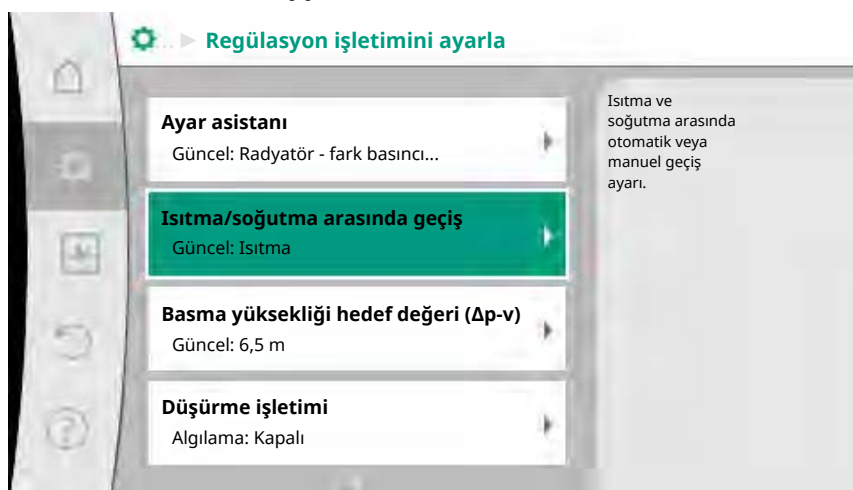 Regülasyon işletimini ayarla
Ayar asistanı
Güncel: Radyatör - fark basıncı...
Isıtma/soğutma arasında geçiş
Güncel: Isıtma
Basma yüksekliği hedef değeri (Δp-v)
Güncel: 6,5 m
Düşürme işletimi
Algılama: Kapalı
Isıtma ve
soğutma arasında
otomatik veya
manuel geçiş
ayarı.